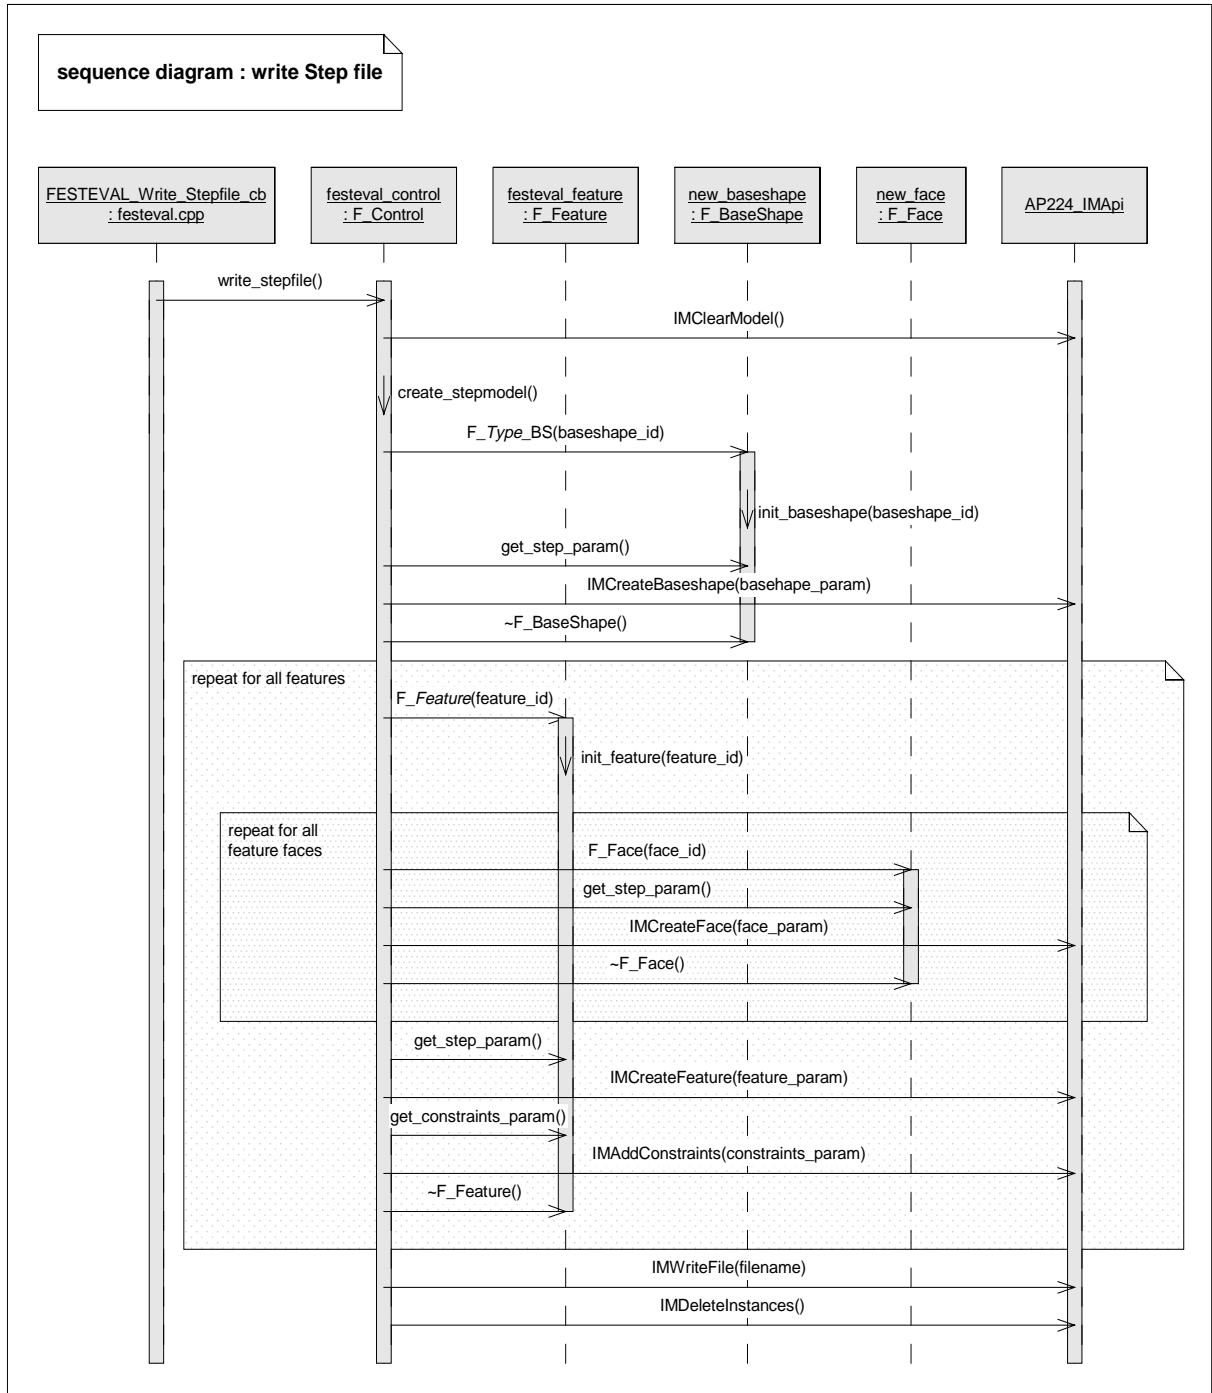 sequence diagram : write Step file
FESTEVAL_Write_Stepfile_cb
: festeval.cpp
festeval_control
: F_Control
festeval_feature
: F_Feature
new_baseshape
: F_BaseShape
new_face
: F_Face
AP224_IMApi
write_stepfile()
IMClearModel()
create_stepmodel()
F_Type_BS(baseshape_id)
init_baseshape(baseshape_id)
get_step_param()
IMCreateBaseshape(basehape_param)
~F_BaseShape()
repeat for all features
F_Feature(feature_id)
init_feature(feature_id)
repeat for all
feature faces
F_Face(face_id)
get_step_param()
IMCreateFace(face_param)
~F_Face()
get_step_param()
IMCreateFeature(feature_param)
get_constraints_param()
IMAddConstraints(constraints_param)
~F_Feature()
IMWriteFile(filename)
IMDeleteInstances()